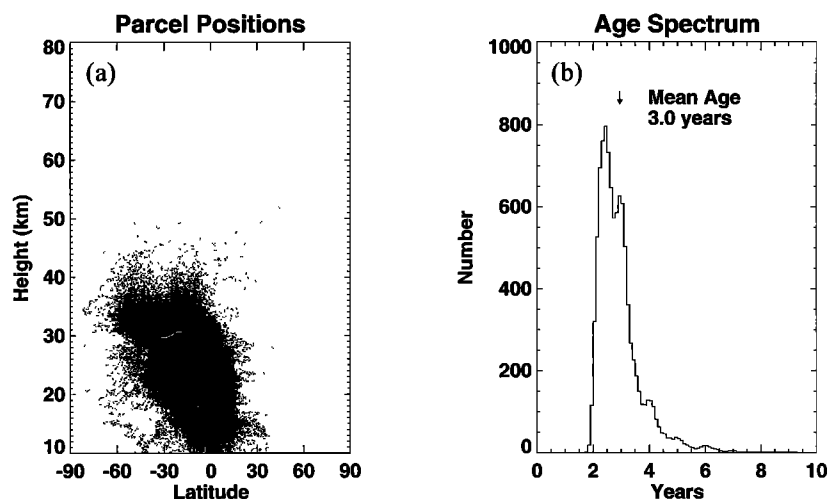 Parcel Positions
(a)
80
70
60
50
40
30
20
10
Height (km)
-90 -60 -30 0 30 60 90
Latitude
Age Spectrum
(b)
Mean Age
3.0 years
1000
800
600
400
200
0
Number
0 2 4 6 8 10
Years